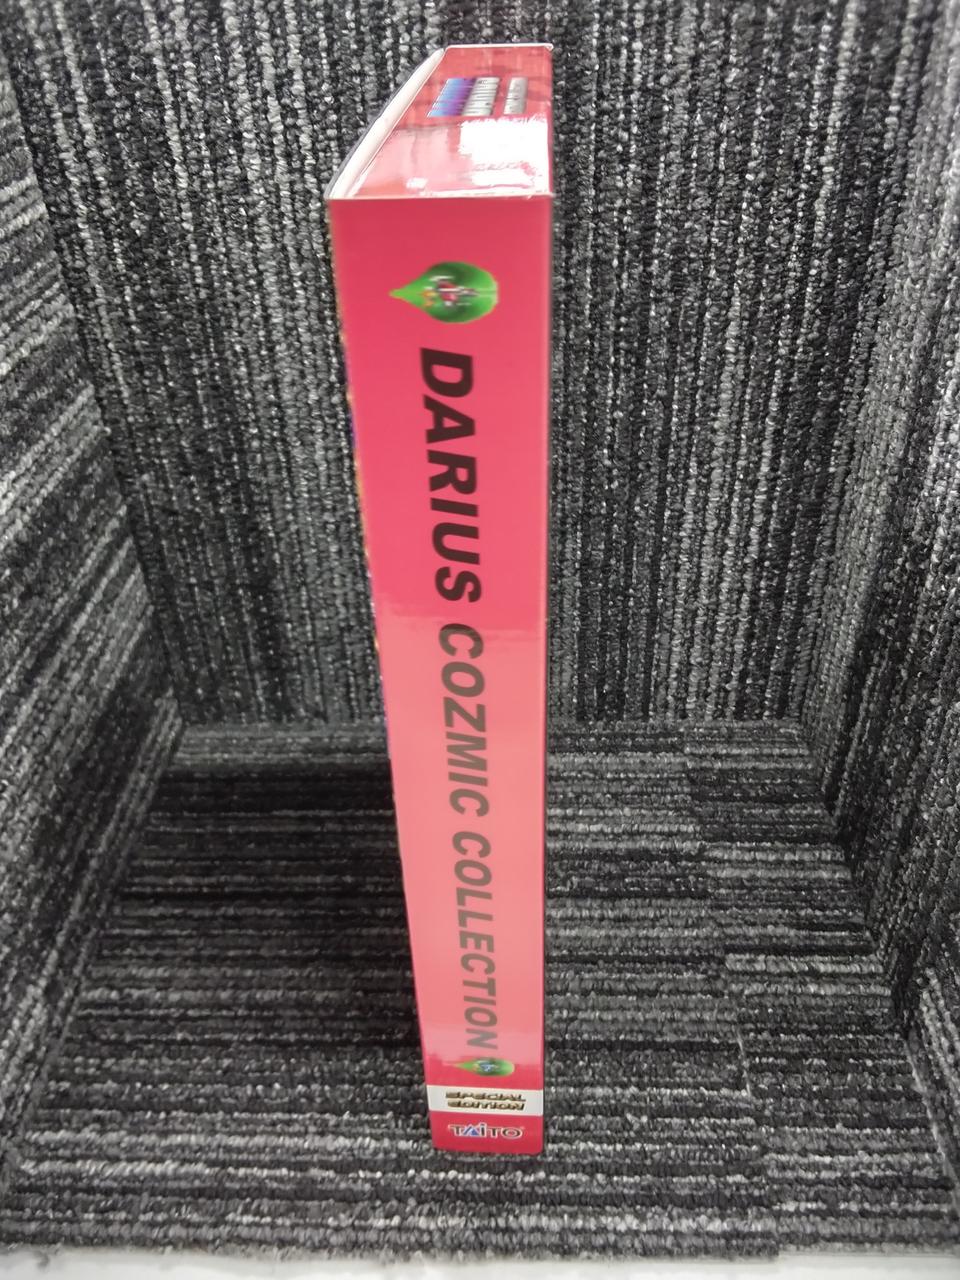 DARIUS COZMIC COLLECTION
SPECIAL
EDITION
TAITO